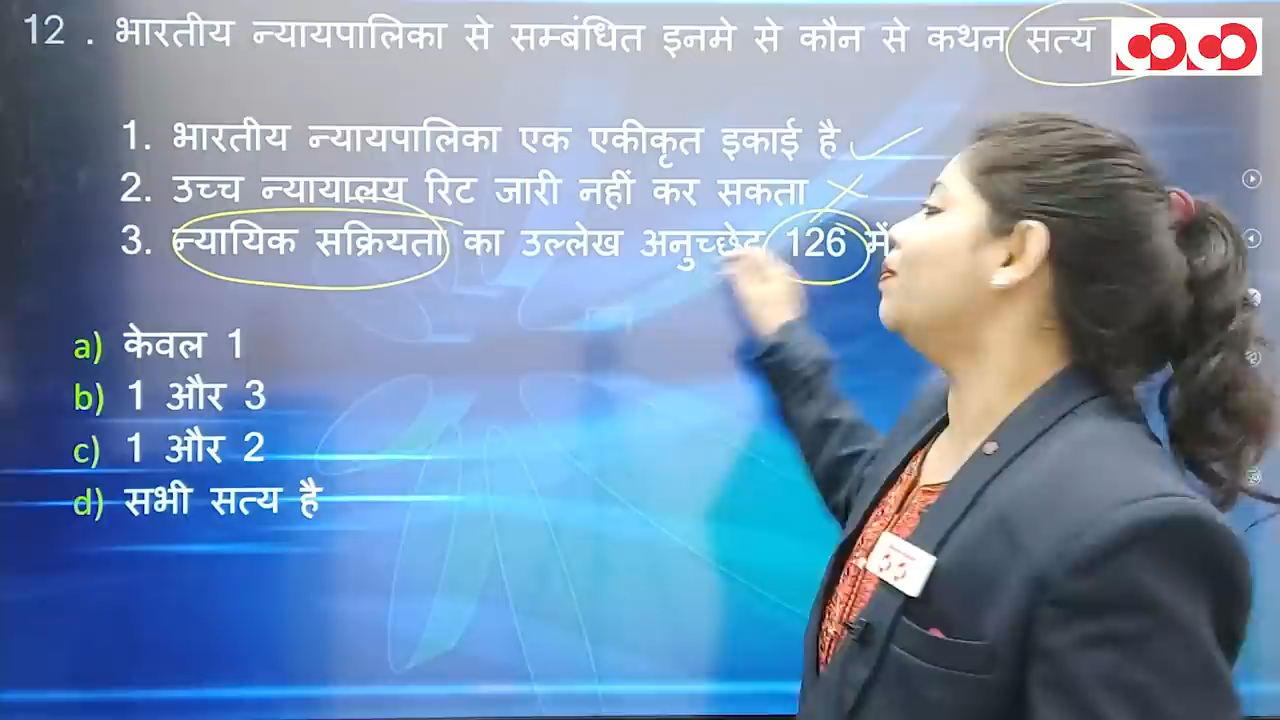 12 . भारतीय न्यायपालिका से सम्बंधित इनमे से कौन से कथन सत्य
1. भारतीय न्यायपालिका एक एकीकृत इकाई है
2. उच्च न्यायालय रिट जारी नहीं कर सकता
3. न्यायिक सक्रियता का उल्लेख अनुच्छेद 126 में
a) केवल 1
b) 1 और 3
c) 1 और 2
d) सभी सत्य है